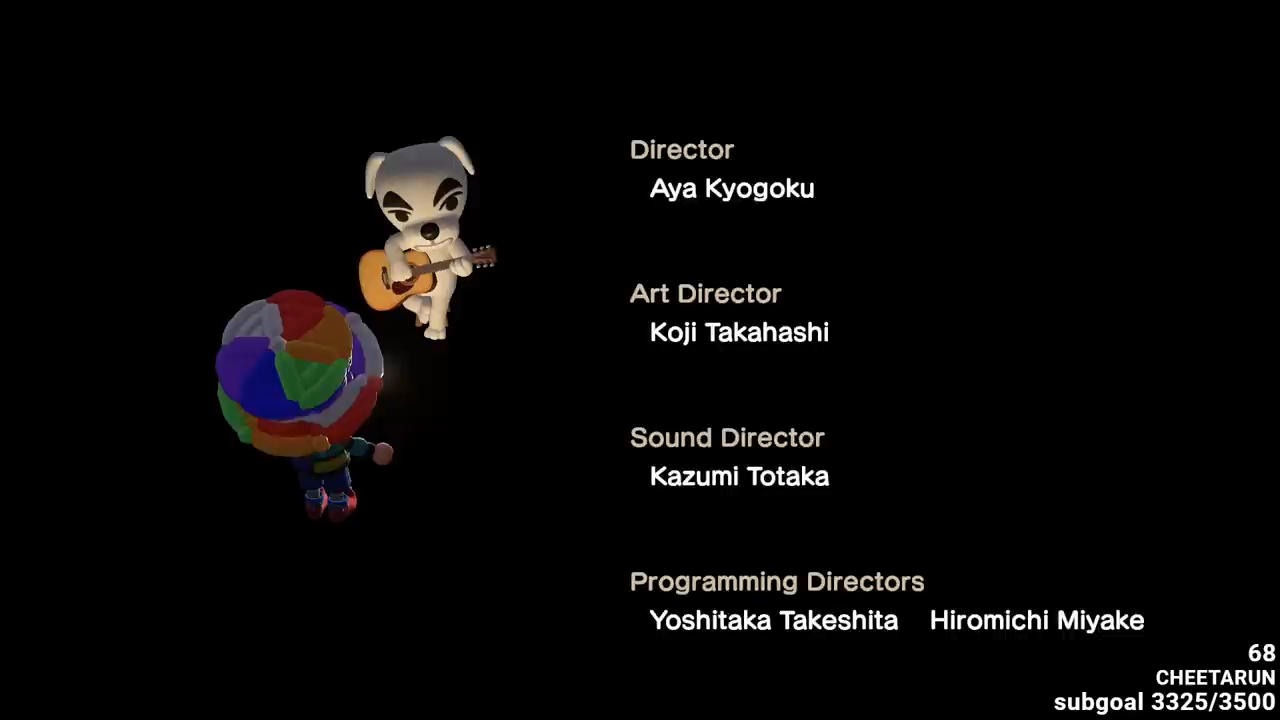 Director
Aya Kyogoku
Art Director
Koji Takahashi
Sound Director
Kazumi Totaka
Programming Directors
Yoshitaka Takeshita Hiromichi Miyake
68
CHEETARUN
subgoal 3325/3500